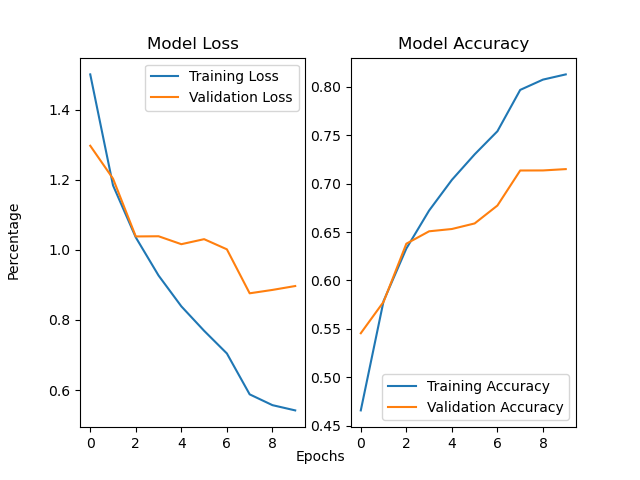 Model Loss
Model Accuracy
Percentage
1.4
1.2
1.0
0.8
0.6
Training Loss
Validation Loss
0 2 4 6 8
0.80
0.75
0.70
0.65
0.60
0.55
0.50
0.45
Training Accuracy
Validation Accuracy
0 2 4 6 8
Epochs